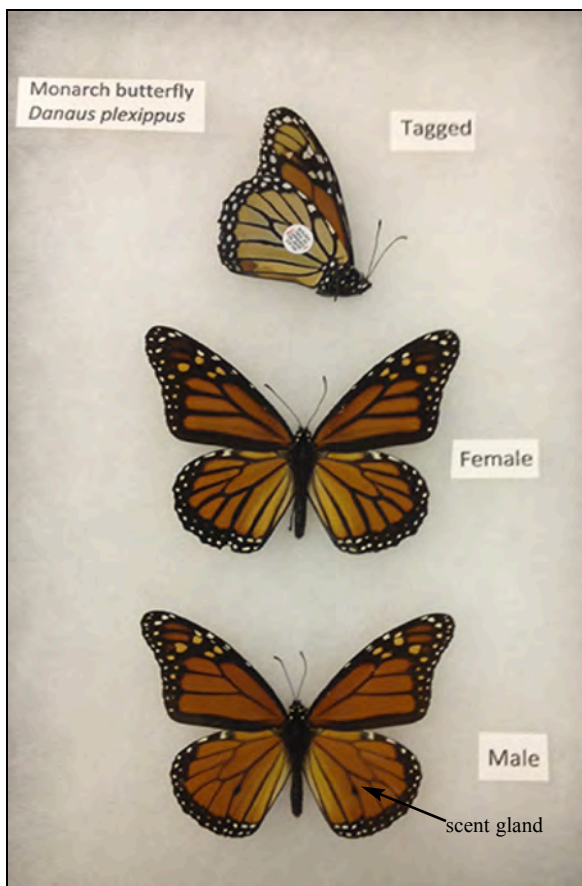 Monarch butterfly
Danaus plexippus
Tagged
Female
Male
scent gland